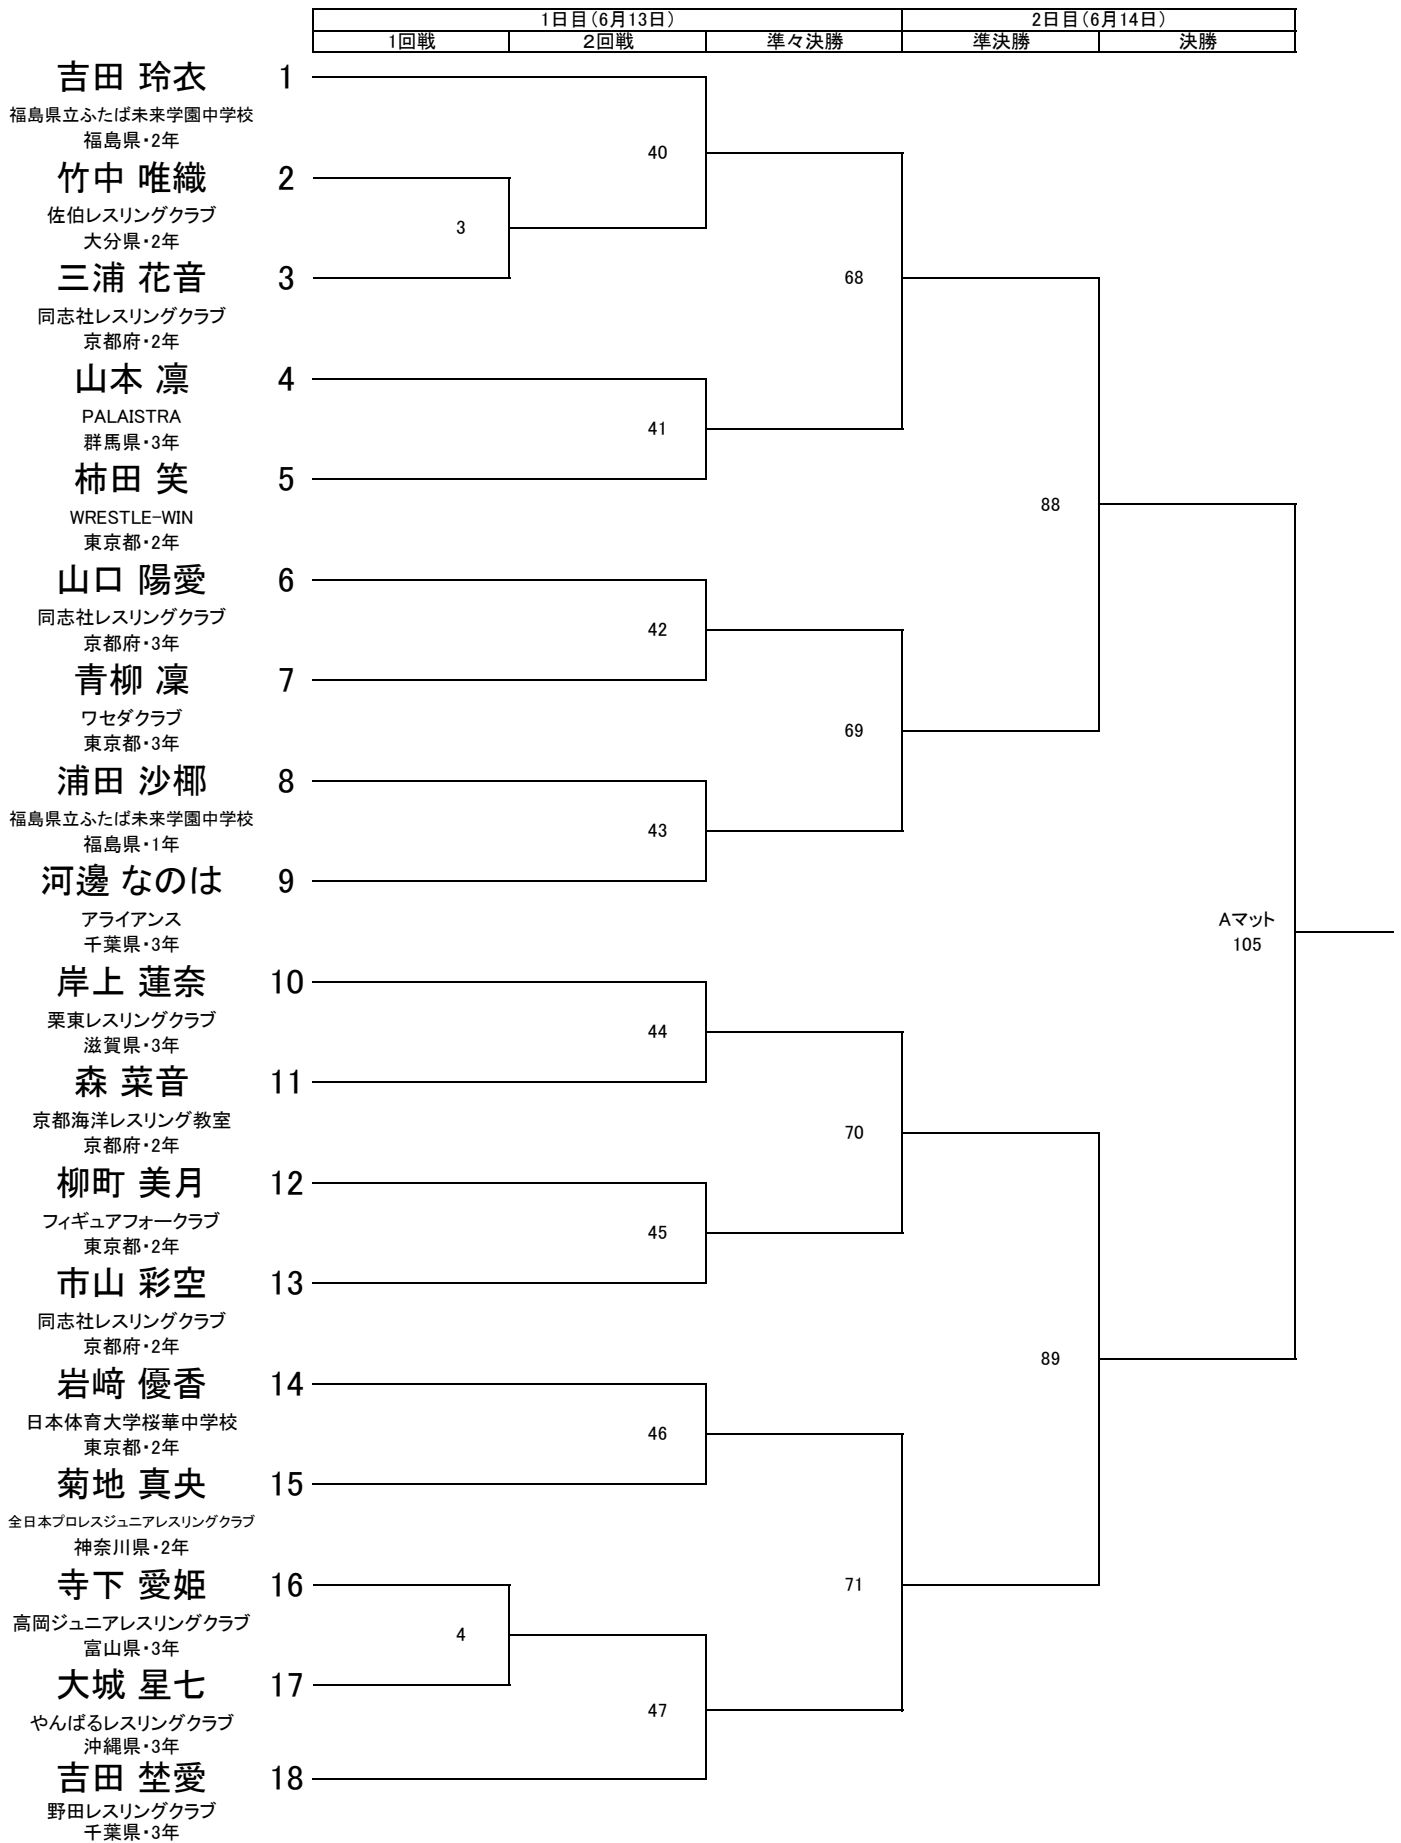 1日目（6月13日） 2日目（6月14日）
1回戦 2回戦 準々決勝 準決勝 決勝
吉田 玲衣 1
福島県立ふたば未来学園中学校
福島県・2年
40
竹中 唯織 2
佐伯レスリングクラブ
3
大分県・2年
三浦 花音 3
68
同志社レスリングクラブ
京都府・2年
山本 凛 4
PALAISTRA
41
群馬県・3年
柿田 笑 5
88
WRESTLE-WIN
東京都・2年
山口 陽愛 6
同志社レスリングクラブ
42
京都府・3年
青柳 凜 7
ワセダクラブ
69
東京都・3年
浦田 沙椰 8
福島県立ふたば未来学園中学校
43
福島県・1年
河邊 なのは 9
アライアンス
Aマット
千葉県・3年
105
岸上 蓮奈 10
栗東レスリングクラブ
44
滋賀県・3年
森 菜音 11
京都海洋レスリング教室
70
京都府・2年
柳町 美月 12
フィギュアフォークラブ
45
東京都・2年
市山 彩空 13
同志社レスリングクラブ
京都府・2年
89
岩﨑 優香 14
日本体育大学桜華中学校
46
東京都・2年
菊地 真央 15
全日本プロレスジュニアレスリングクラブ
神奈川県・2年
寺下 愛姫 16
71
高岡ジュニアレスリングクラブ
4
富山県・3年
大城 星七 17
47
やんばるレスリングクラブ
沖縄県・3年
吉田 埜愛 18
野田レスリングクラブ
千葉県・3年